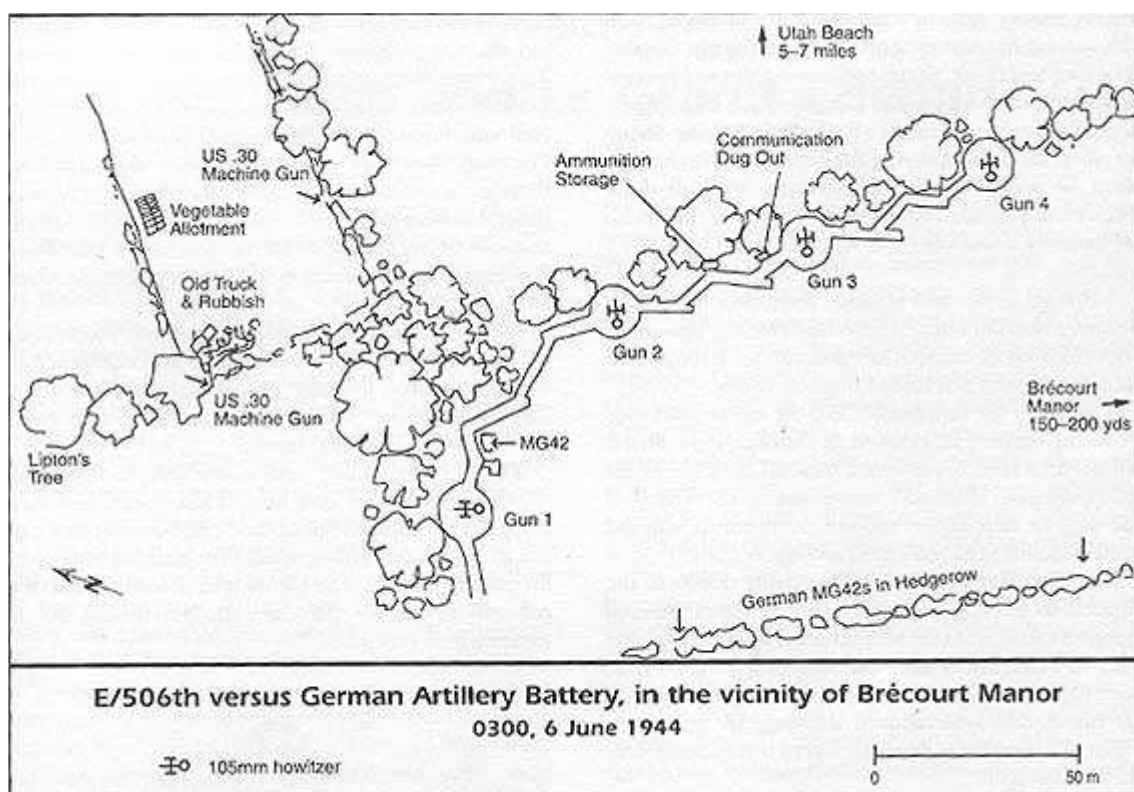 Utah Beach
5–7 miles
US .30
Machine Gun
Communication
Dug Out
Ammunition
Storage
Vegetable
Allotment
Gun 4
Gun 3
Old Truck
& Rubbish
Gun 2
US .30
Machine Gun
Brécourt
Manor
150–200 yds
MG42
Lipton's
Tree
Gun 1
N
German MG42s in Hedgerow
E/506th versus German Artillery Battery, in the vicinity of Brécourt Manor
0300, 6 June 1944
105mm howitzer
0 50 m